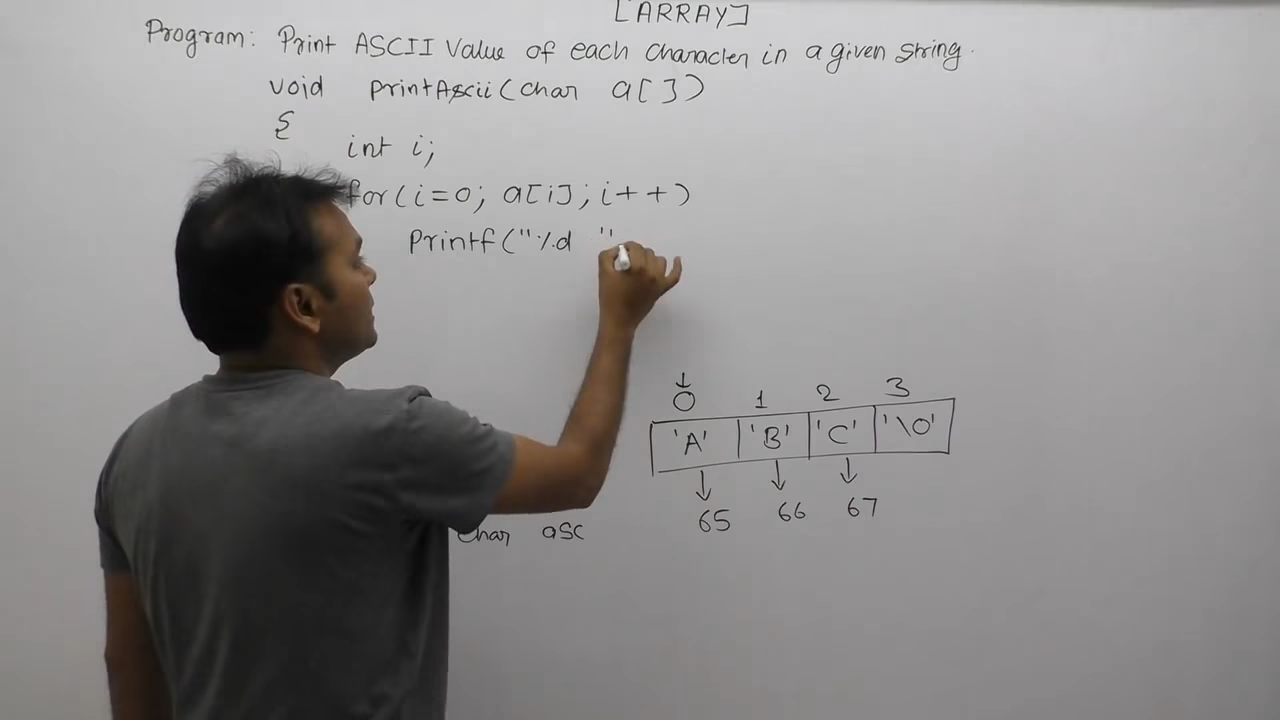 [ARRAY]
Program: Print ASCII Value of each character in a given string.
void printAscii(char a[])
{
int i;
for(i=0; a[i]; i++)
Printf("%d "
0 1 2 3
'A' 'B' 'C' '\0'
65 66 67
char asc